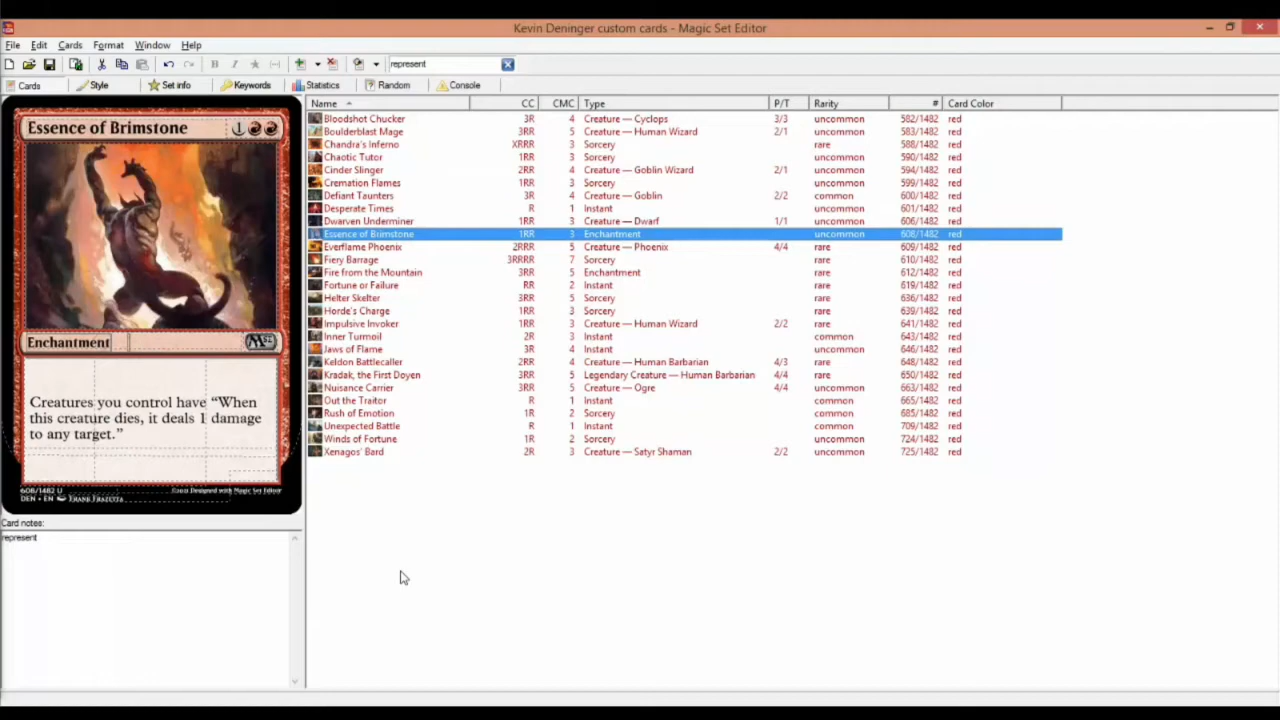 Kevin Deninger custom cards - Magic Set Editor
File Edit Cards Format Window Help
represent
Cards Style Set info Keywords Statistics Random Console
Essence of Brimstone 1
Enchantment
Creatures you control have “When
this creature dies, it deals 1 damage
to any target.”
608/1482 U
DEN • EN Frank Frazetta
Card notes:
represent
Name CC CMC Type P/T Rarity # Card Color
Bloodshot Chucker 3R 4 Creature — Cyclops 3/3 uncommon 582/1482 red
Boulderblast Mage 3RR 5 Creature — Human Wizard 2/1 uncommon 583/1482 red
Chandra's Inferno XRRR 3 Sorcery rare 588/1482 red
Chaotic Tutor 1RR 3 Sorcery uncommon 590/1482 red
Cinder Slinger 2RR 4 Creature — Goblin Wizard 2/1 uncommon 594/1482 red
Cremation Flames 1RR 3 Sorcery uncommon 599/1482 red
Defiant Taunters 3R 4 Creature — Goblin 2/2 common 600/1482 red
Desperate Times R 1 Instant uncommon 601/1482 red
Dwarven Underminer 1RR 3 Creature — Dwarf 1/1 uncommon 606/1482 red
Essence of Brimstone 1RR 3 Enchantment uncommon 608/1482 red
Everflame Phoenix 2RRR 5 Creature — Phoenix 4/4 rare 609/1482 red
Fiery Barrage 3RRRR 7 Sorcery rare 610/1482 red
Fire from the Mountain 3RR 5 Enchantment rare 612/1482 red
Fortune or Failure RR 2 Instant rare 619/1482 red
Helter Skelter 3RR 5 Sorcery rare 636/1482 red
Horde's Charge 1RR 3 Sorcery rare 639/1482 red
Impulsive Invoker 1RR 3 Creature — Human Wizard 2/2 rare 641/1482 red
Inner Turmoil 2R 3 Instant common 643/1482 red
Jaws of Flame 3R 4 Instant uncommon 646/1482 red
Keldon Battlecaller 2RR 4 Creature — Human Barbarian 4/3 rare 648/1482 red
Kradak, the First Doyen 3RR 5 Legendary Creature — Human Barbarian 4/4 rare 650/1482 red
Nuisance Carrier 3RR 5 Creature — Ogre 4/4 uncommon 663/1482 red
Out the Traitor R 1 Instant common 665/1482 red
Rush of Emotion 1R 2 Sorcery common 685/1482 red
Unexpected Battle R 1 Instant common 709/1482 red
Winds of Fortune 1R 2 Sorcery uncommon 724/1482 red
Xenagos' Bard 2R 3 Creature — Satyr Shaman 2/2 uncommon 725/1482 red